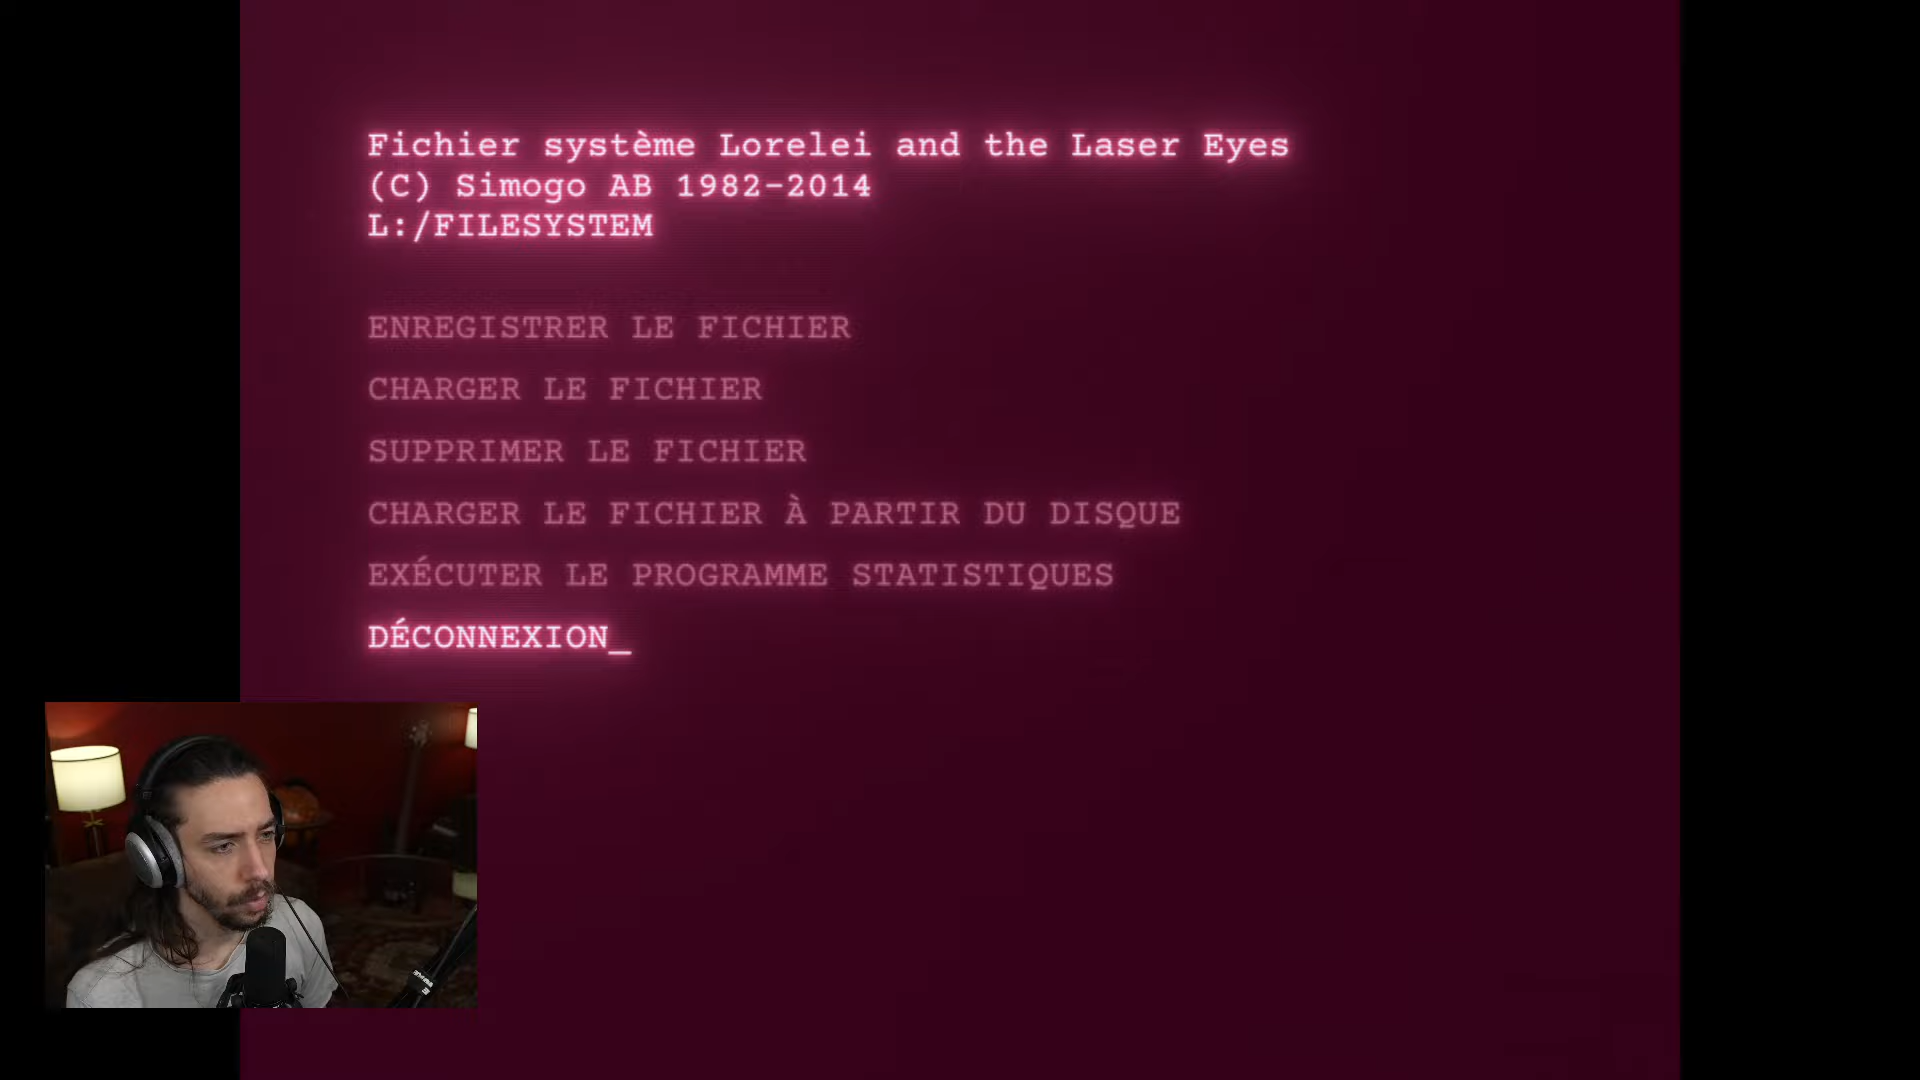 Fichier système Lorelei and the Laser Eyes
(C) Simogo AB 1982-2014
L:/FILESYSTEM
ENREGISTRER LE FICHIER
CHARGER LE FICHIER
SUPPRIMER LE FICHIER
CHARGER LE FICHIER À PARTIR DU DISQUE
EXÉCUTER LE PROGRAMME STATISTIQUES
DÉCONNEXION_